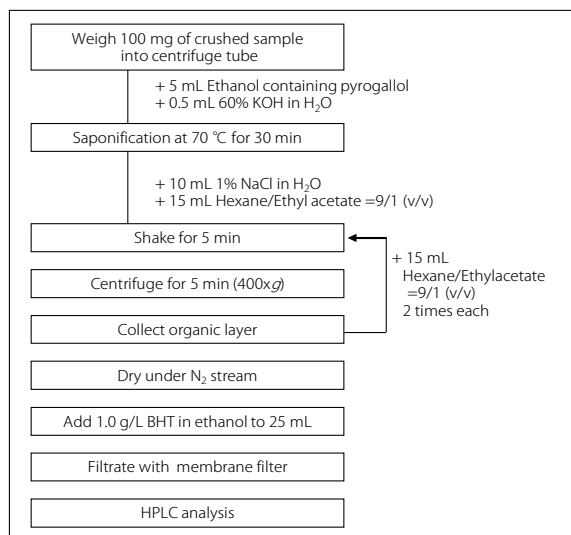 Weigh 100 mg of crushed sample
into centrifuge tube
+ 5 mL Ethanol containing pyrogallol
+ 0.5 mL 60% KOH in H₂O
Saponification at 70 °C for 30 min
+ 10 mL 1% NaCl in H₂O
+ 15 mL Hexane/Ethyl acetate =9/1 (v/v)
Shake for 5 min
+ 15 mL
Hexane/Ethylacetate
=9/1 (v/v)
2 times each
Centrifuge for 5 min (400xg)
Collect organic layer
Dry under N₂ stream
Add 1.0 g/L BHT in ethanol to 25 mL
Filtrate with membrane filter
HPLC analysis